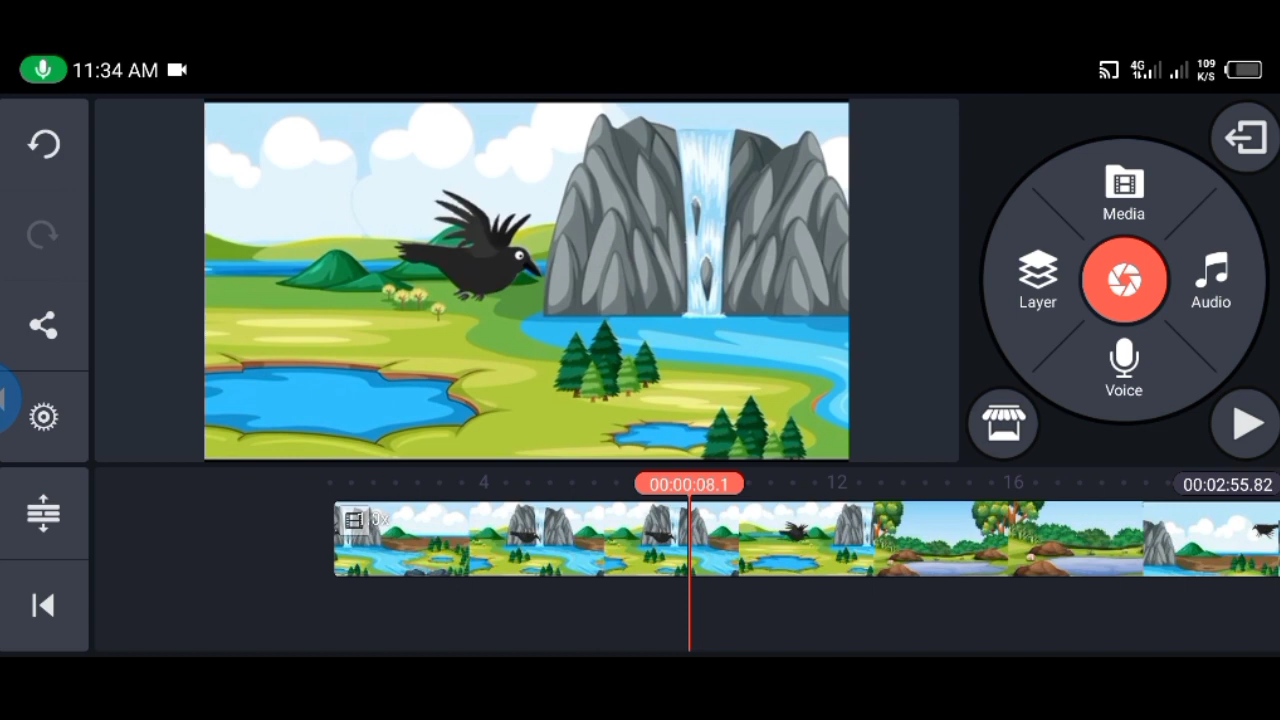 11:34 AM
4G
109
K/S
Media
Layer
Audio
Voice
4
00:00:08.1
12
16
00:02:55.82